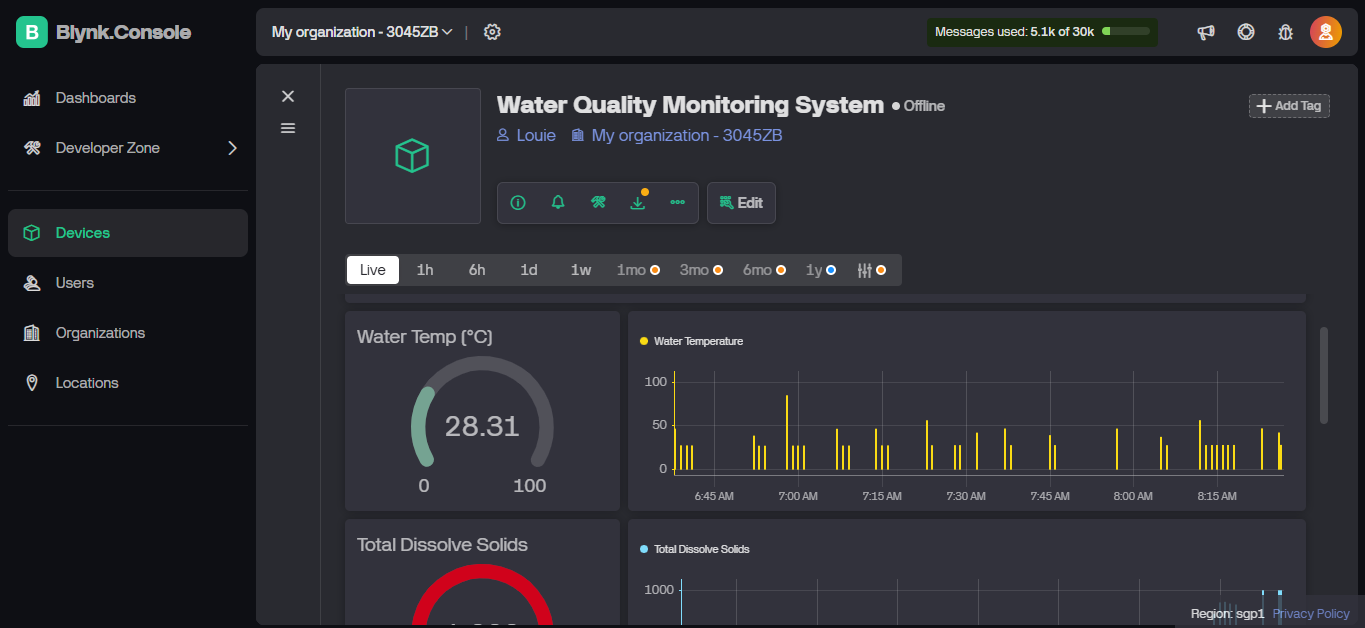 B Blynk.Console
My organization - 3045ZB
Messages used: 5.1k of 30k
Dashboards
Developer Zone
Devices
Users
Organizations
Locations
Water Quality Monitoring System
Offline
Add Tag
Louie
My organization - 3045ZB
Edit
Live 1h 6h 1d 1w 1mo 3mo 6mo 1y
Water Temp (°C)
28.31
0 100
Water Temperature
100
50
0
6:45 AM 7:00 AM 7:15 AM 7:30 AM 7:45 AM 8:00 AM 8:15 AM
Total Dissolve Solids
Total Dissolve Solids
1000
Region: sgp1 Privacy Policy